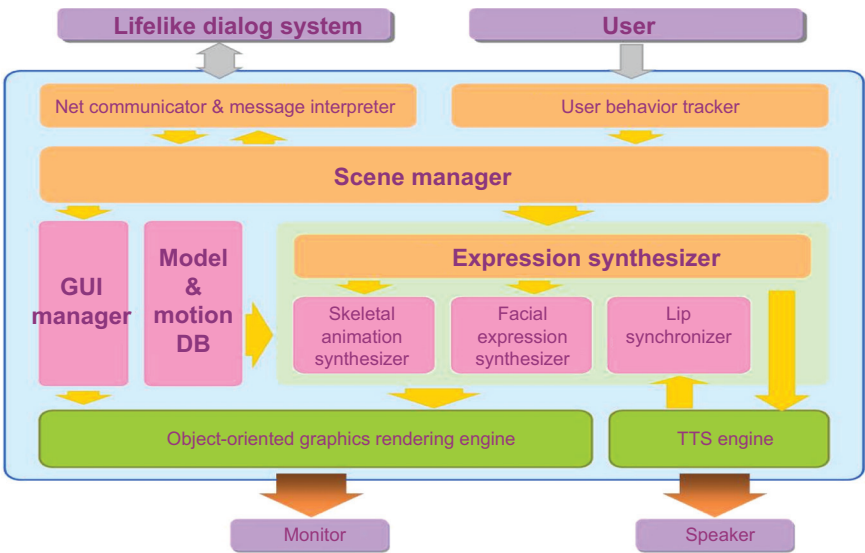 Lifelike dialog system
User
Net communicator & message interpreter
User behavior tracker
Scene manager
GUI
manager
Model
&
motion
DB
Expression synthesizer
Skeletal
animation
synthesizer
Facial
expression
synthesizer
Lip
synchronizer
Object-oriented graphics rendering engine
TTS engine
Monitor
Speaker